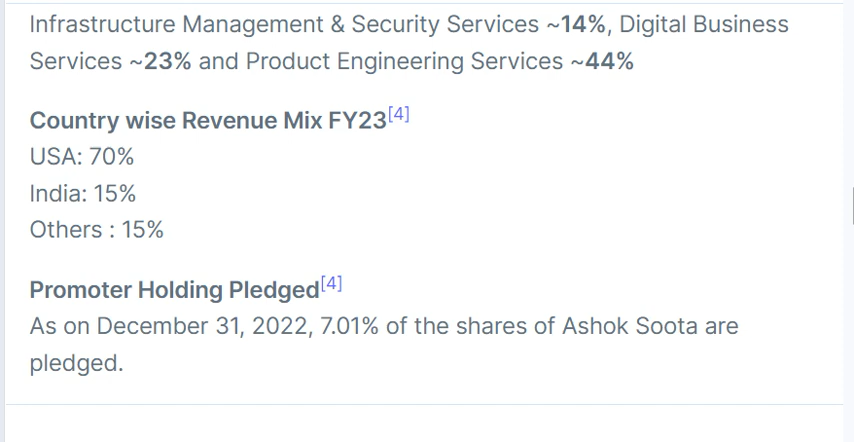 Infrastructure Management & Security Services ~14%, Digital Business
Services ~23% and Product Engineering Services ~44%
Country wise Revenue Mix FY23[4]
USA: 70%
India: 15%
Others : 15%
Promoter Holding Pledged[4]
As on December 31, 2022, 7.01% of the shares of Ashok Soota are
pledged.